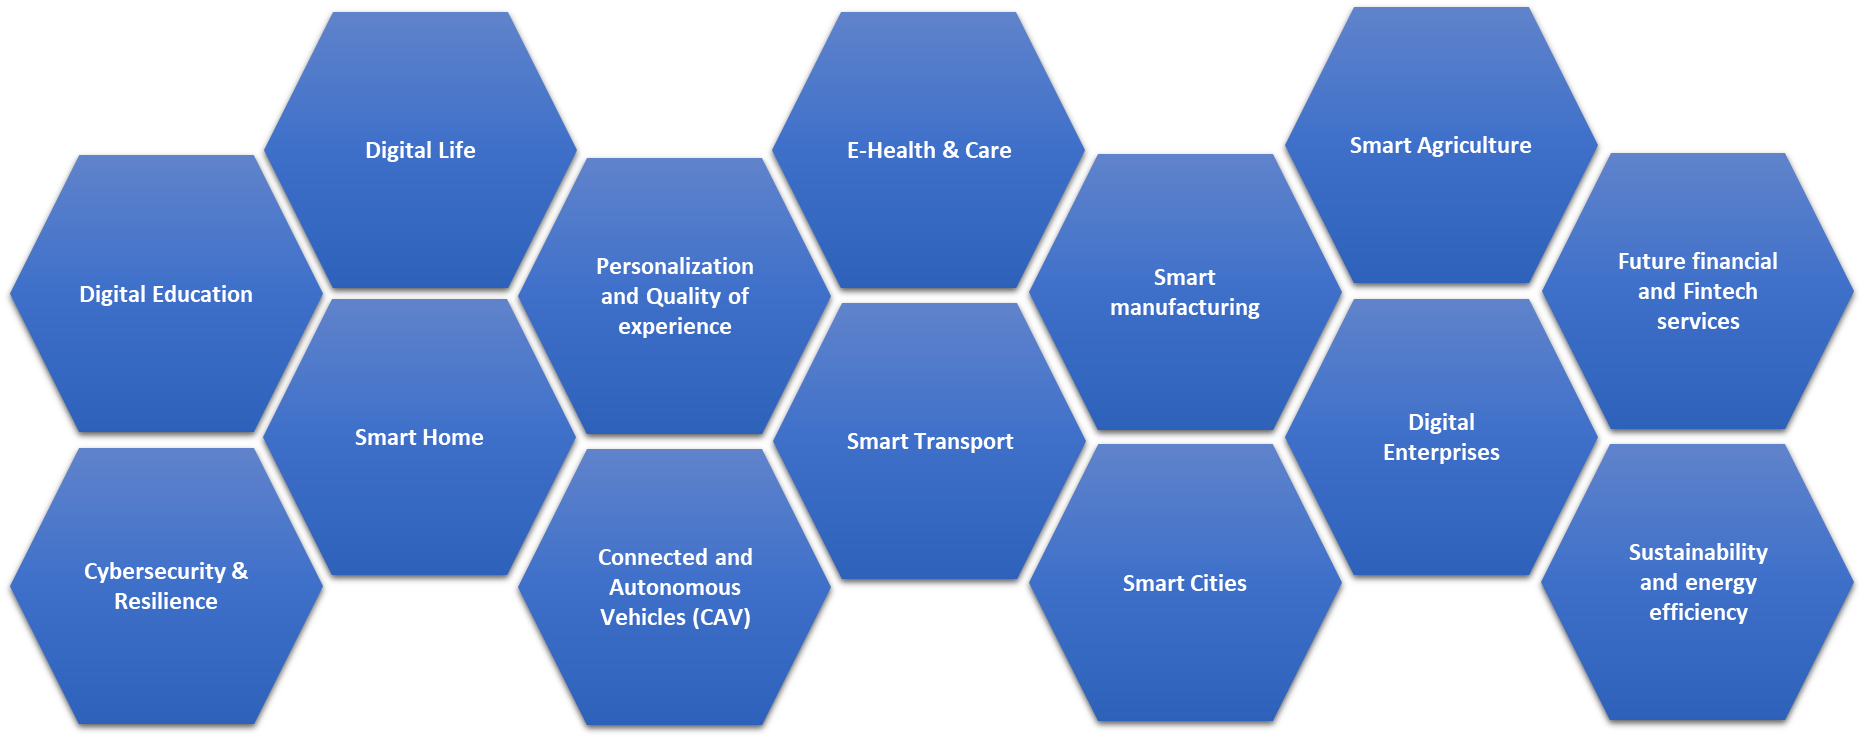 Digital Life
E-Health & Care
Smart Agriculture
Digital Education
Personalization
and Quality of
experience
Smart
manufacturing
Future financial
and Fintech
services
Smart Home
Smart Transport
Digital
Enterprises
Cybersecurity &
Resilience
Connected and
Autonomous
Vehicles (CAV)
Smart Cities
Sustainability
and energy
efficiency